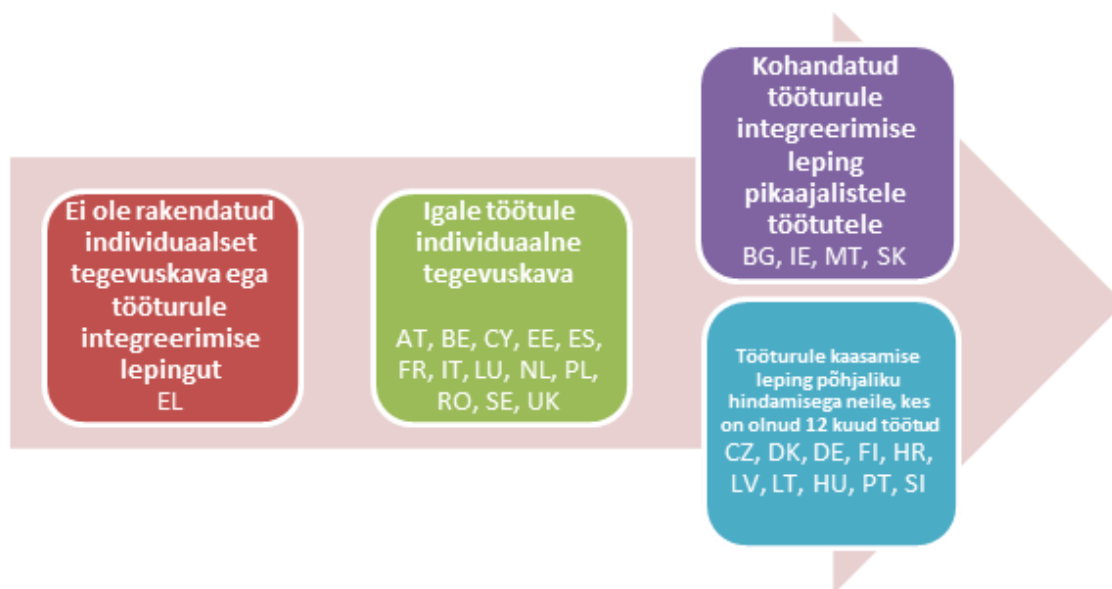 Ei ole rakendatud
individuaalset
tegevuskava ega
tööturule
integreerimise
lepingut
EL
Igale töötule
individuaalne
tegevuskava
AT, BE, CY, EE, ES,
FR, IT, LU, NL, PL,
RO, SE, UK
Kohandatud
tööturule
integreerimise
leping
pikaajalistele
töötutele
BG, IE, MT, SK
Tööturule kaasamise
leping põhjaliku
hindamisega neile, kes
on olnud 12 kuud töötud
CZ, DK, DE, FI, HR,
LV, LT, HU, PT, SI